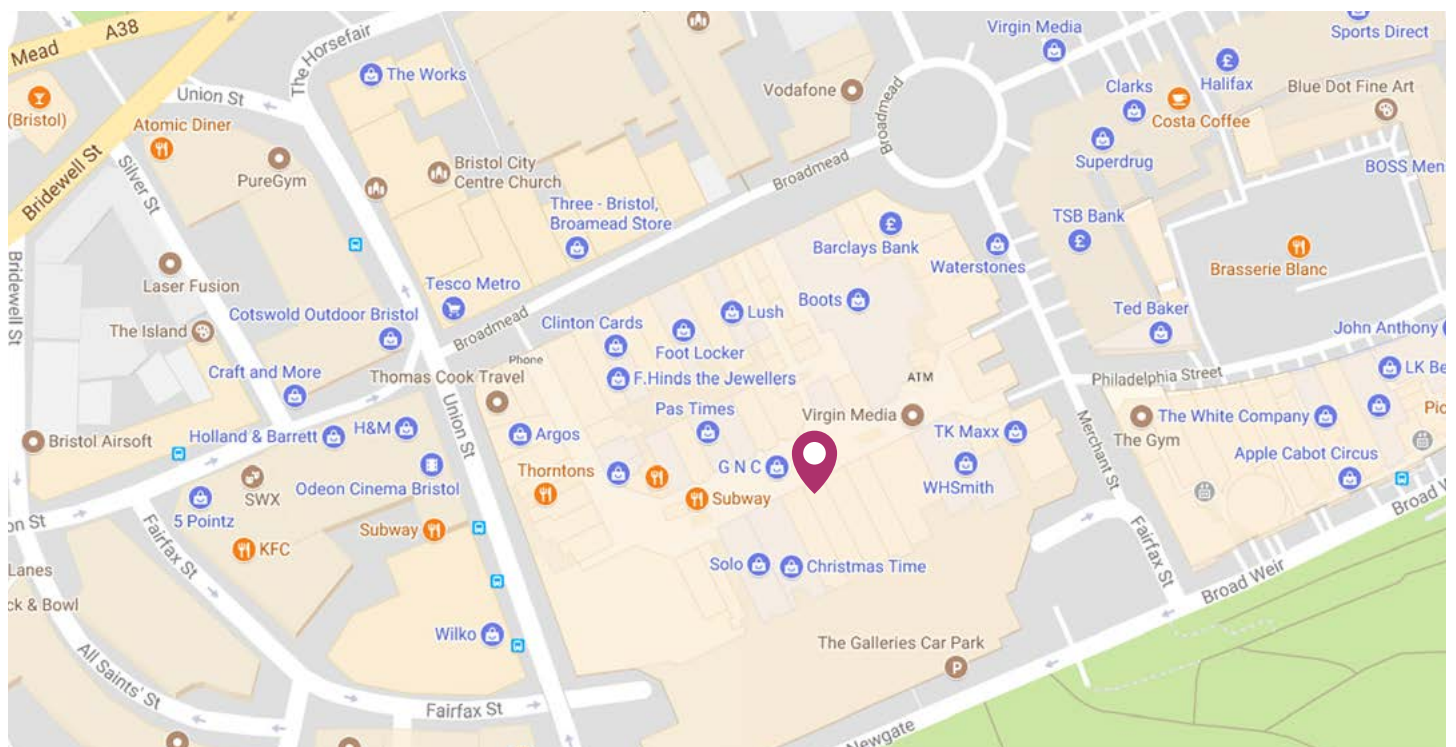 Mead
A38
The Horsefair
The Works
Union St
(Bristol)
Atomic Diner
Bridewell St
Silver St
PureGym
Bristol City
Centre Church
Three - Bristol,
Broamead Store
Vodafone
Broadmead
Broadmead
Virgin Media
Sports Direct
Clarks
Halifax
Costa Coffee
Blue Dot Fine Art
Superdrug
BOSS Men
TSB Bank
Barclays Bank
Waterstones
Brasserie Blanc
Bridewell St
Laser Fusion
Tesco Metro
Boots
Lush
Ted Baker
The Island
Cotswold Outdoor Bristol
Broadmead
Clinton Cards
Foot Locker
John Anthony
Phone
Thomas Cook Travel
F.Hinds the Jewellers
ATM
Philadelphia Street
LK Be
Craft and More
Union St
Pas Times
Virgin Media
Merchant St
The White Company
Pic
Bristol Airsoft
Holland & Barrett
H&M
Argos
TK Maxx
The Gym
Thorntons
G N C
WHSmith
Apple Cabot Circus
SWX
Odeon Cinema Bristol
Subway
Broad W
on St
5 Pointz
Subway
Fairfax St
KFC
Fairfax St
Lanes
Solo
Christmas Time
Broad Weir
ck & Bowl
Wilko
The Galleries Car Park
P
All Saints' St
Fairfax St
Newgate